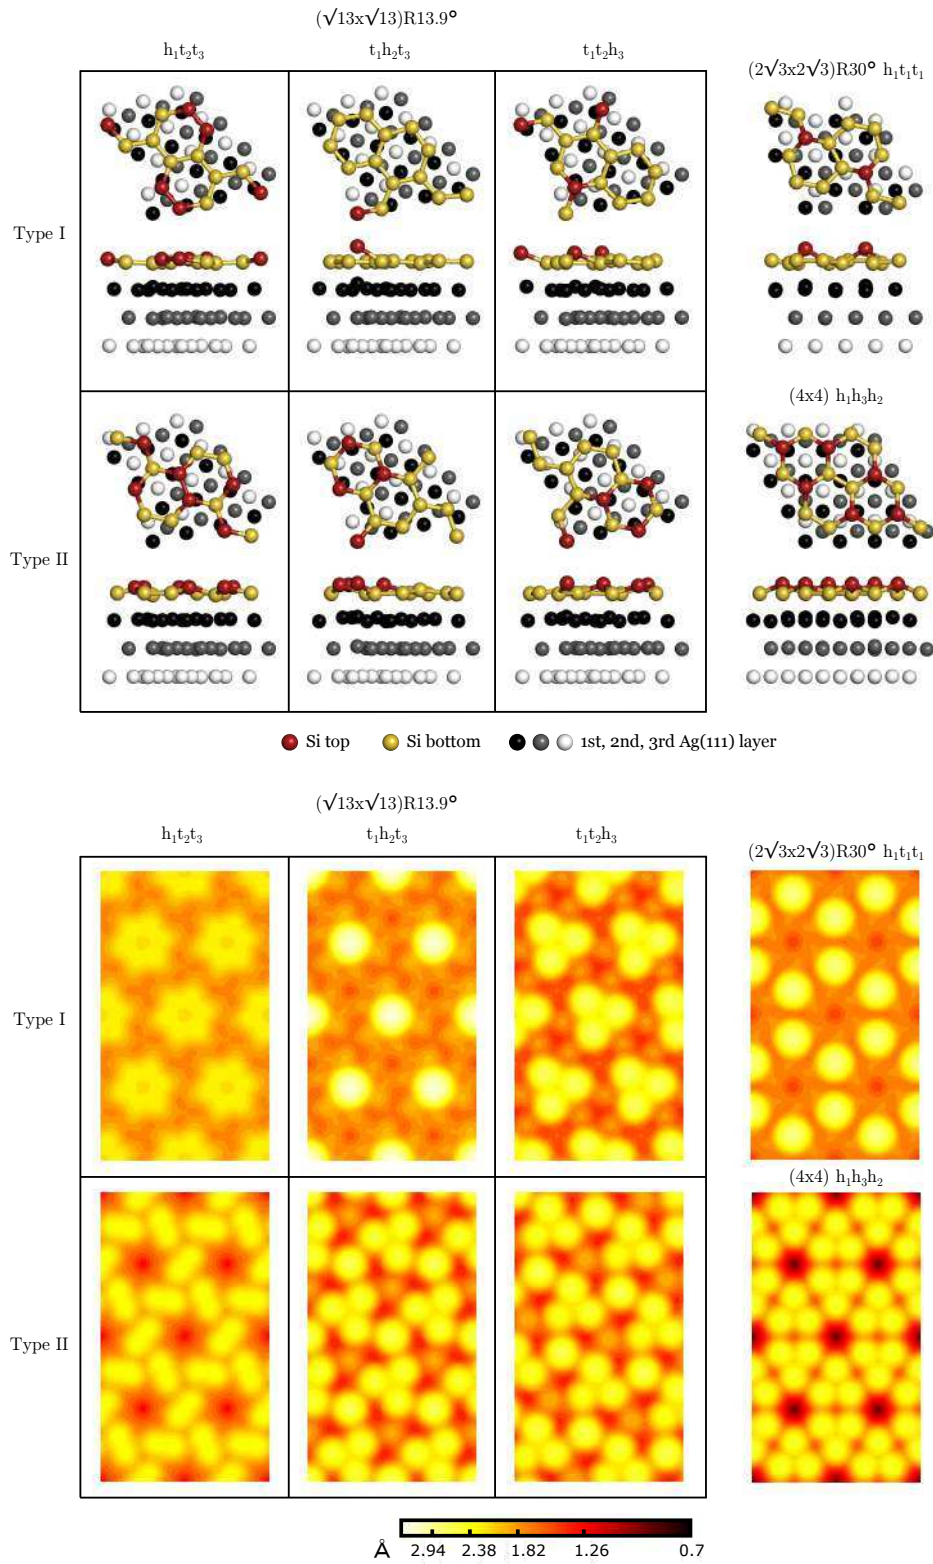 (√13x√13)R13.9°
h₁t₂t₃ t₁h₂t₃ t₁t₂h₃
(2√3x2√3)R30° h₁t₁t₁
Type I
(4x4) h₁h₃h₂
Type II
Si top Si bottom 1st, 2nd, 3rd Ag(111) layer
(√13x√13)R13.9°
h₁t₂t₃ t₁h₂t₃ t₁t₂h₃
(2√3x2√3)R30° h₁t₁t₁
Type I
(4x4) h₁h₃h₂
Type II
Å 2.94 2.38 1.82 1.26 0.7